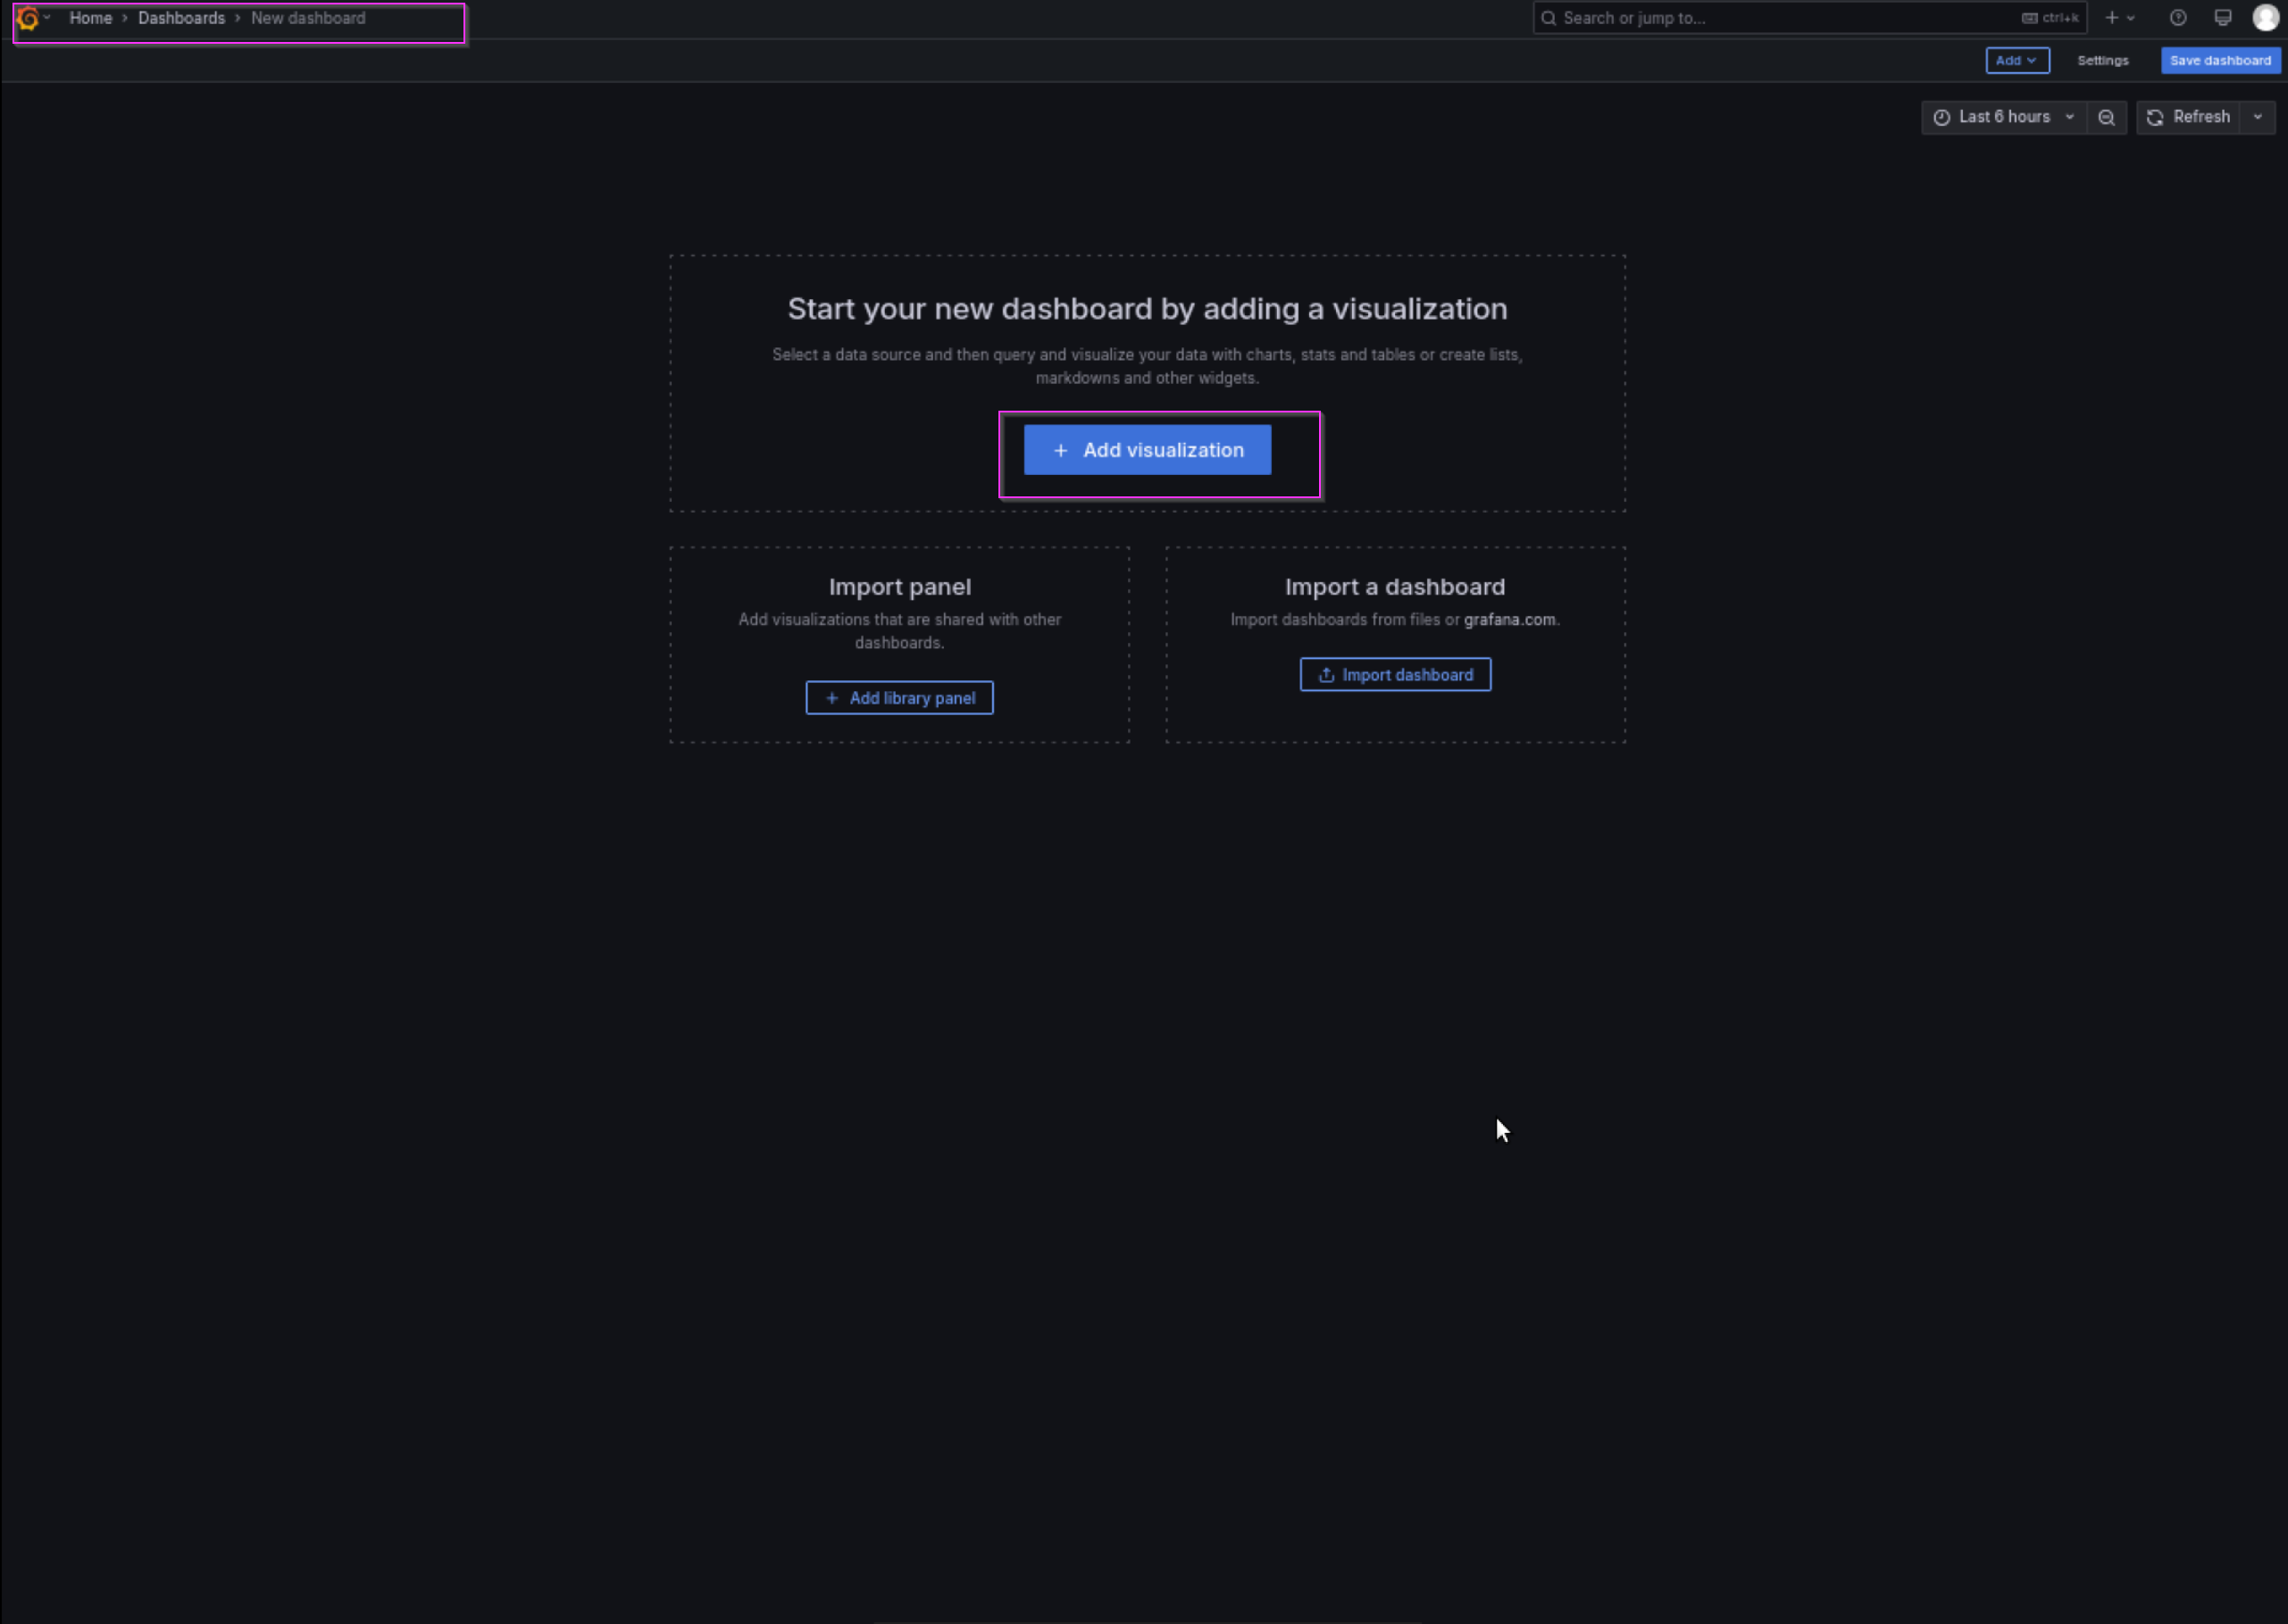 Home › Dashboards › New dashboard
Search or jump to...
ctrl+k
Add
Settings
Save dashboard
Last 6 hours
Refresh
Start your new dashboard by adding a visualization
Select a data source and then query and visualize your data with charts, stats and tables or create lists,
markdowns and other widgets.
+ Add visualization
Import panel
Add visualizations that are shared with other
dashboards.
+ Add library panel
Import a dashboard
Import dashboards from files or grafana.com.
Import dashboard